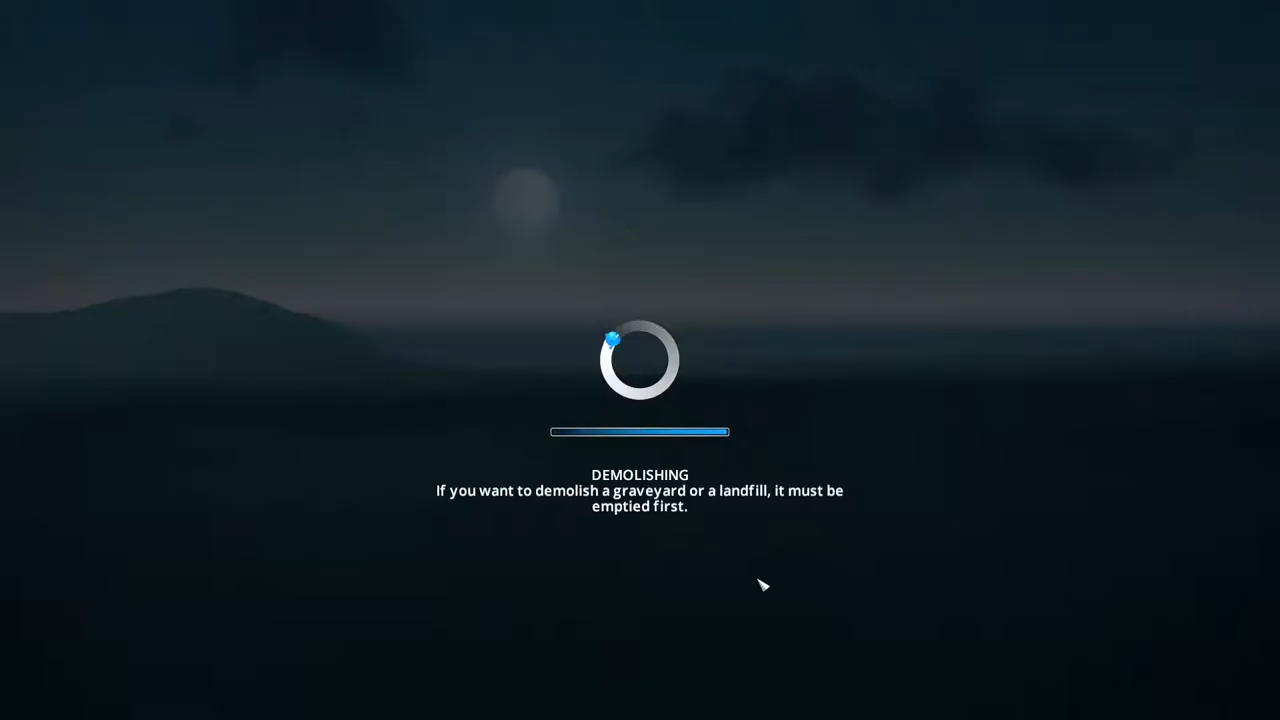 DEMOLISHING
If you want to demolish a graveyard or a landfill, it must be
emptied first.